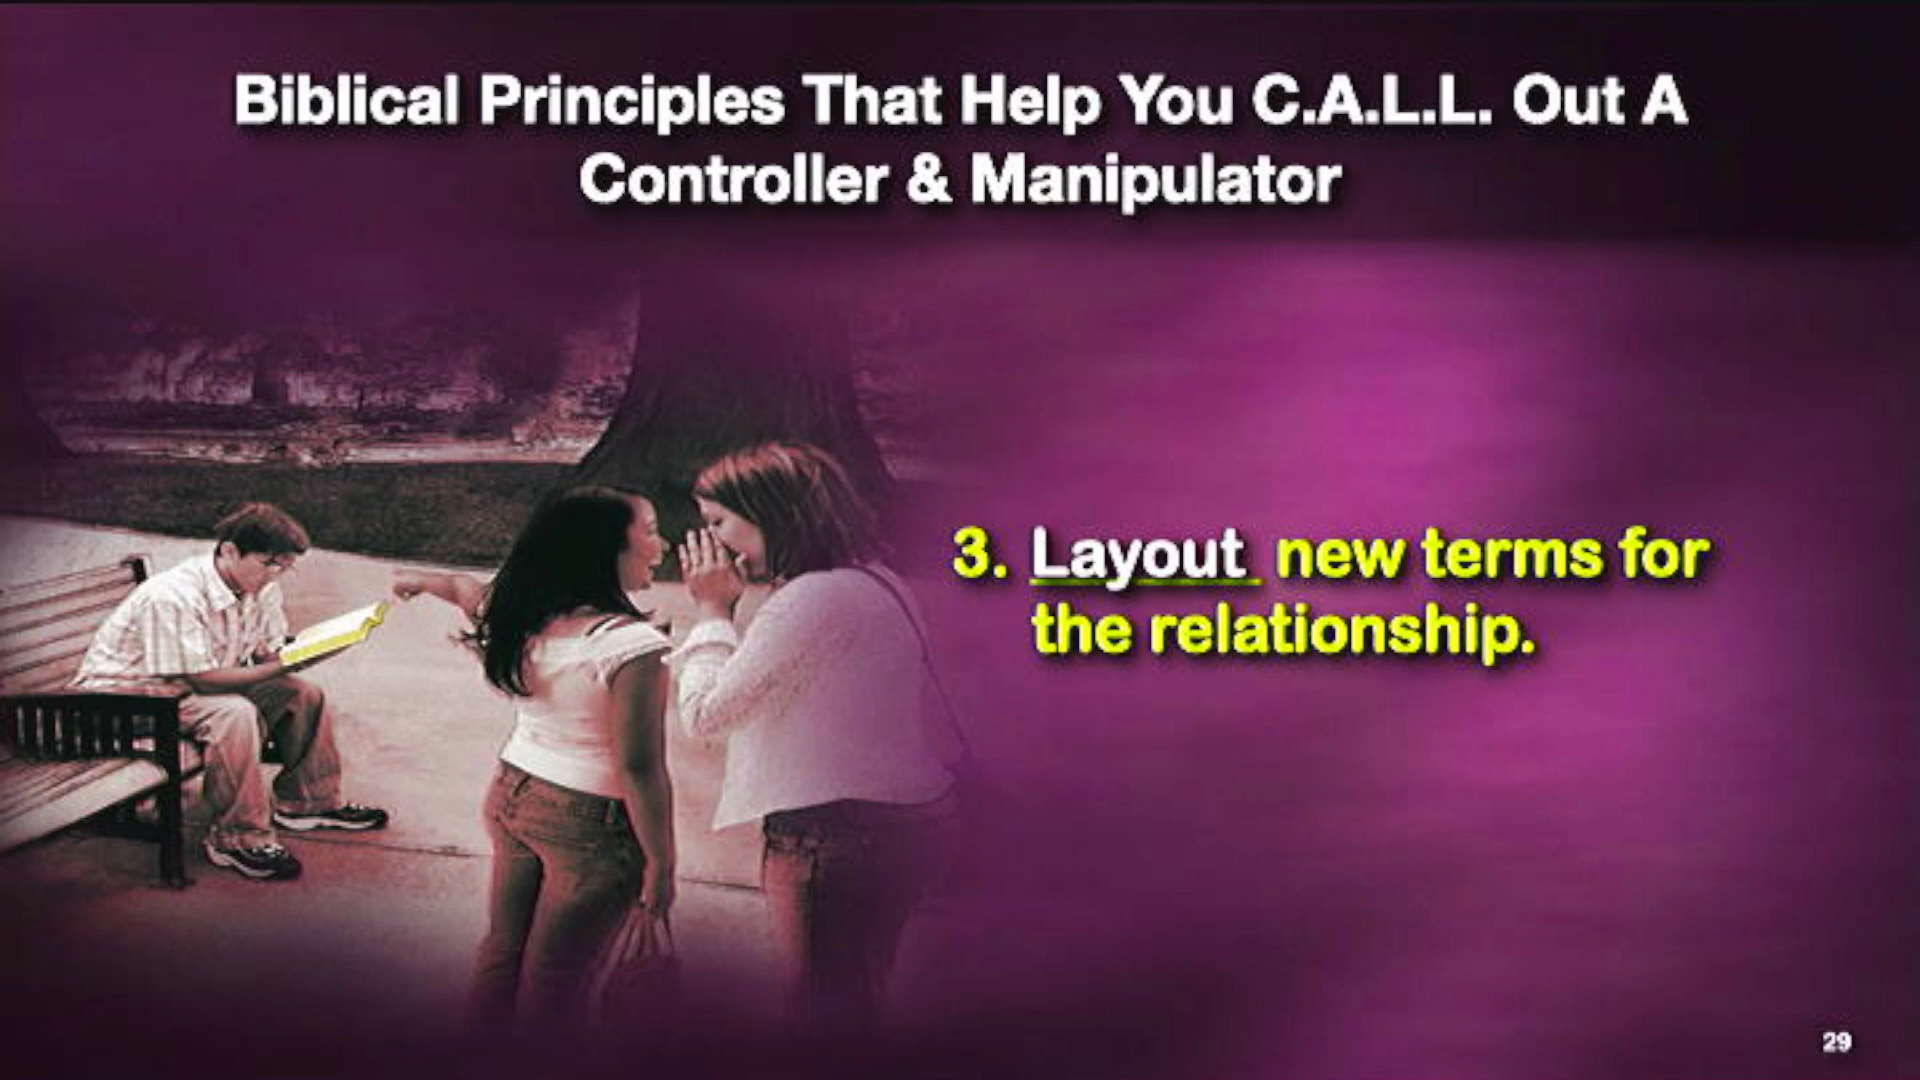 Biblical Principles That Help You C.A.L.L. Out A
Controller & Manipulator
3. Layout new terms for
the relationship.
29